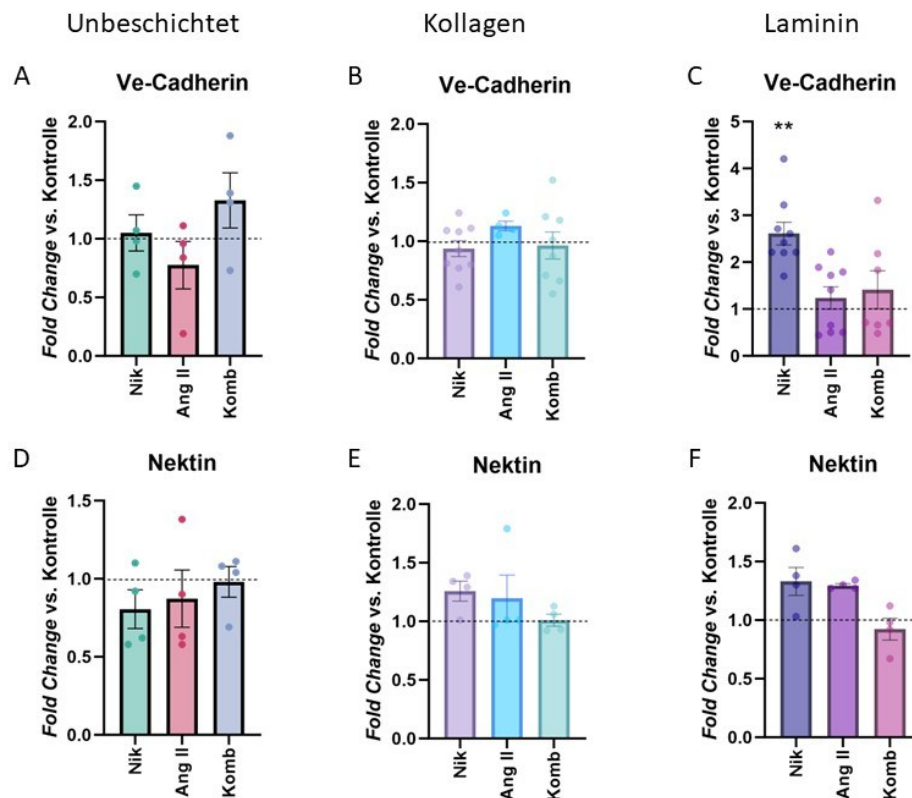 Unbeschichtet
Kollagen
Laminin
A
Ve-Cadherin
Fold Change vs. Kontrolle
2.0
1.5
1.0
0.5
0.0
Nik
Ang II
Komb
B
Ve-Cadherin
Fold Change vs. Kontrolle
2.0
1.5
1.0
0.5
0.0
Nik
Ang II
Komb
C
Ve-Cadherin
Fold Change vs. Kontrolle
5
4
3
2
1
0
**
Nik
Ang II
Komb
D
Nektin
Fold Change vs. Kontrolle
1.5
1.0
0.5
0.0
Nik
Ang II
Komb
E
Nektin
Fold Change vs. Kontrolle
2.0
1.5
1.0
0.5
0.0
Nik
Ang II
Komb
F
Nektin
Fold Change vs. Kontrolle
2.0
1.5
1.0
0.5
0.0
Nik
Ang II
Komb